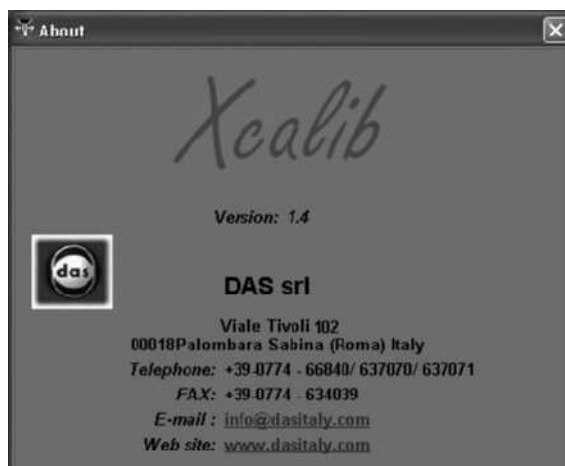 About
Xcalib
Version: 1.4
das
DAS srl
Viale Tivoli 102
00018Palombara Sabina (Roma) Italy
Telephone: +39-0774 - 66840/ 637070/ 637071
FAX: +39-0774 - 634039
E-mail : info@dasitaly.com
Web site: www.dasitaly.com